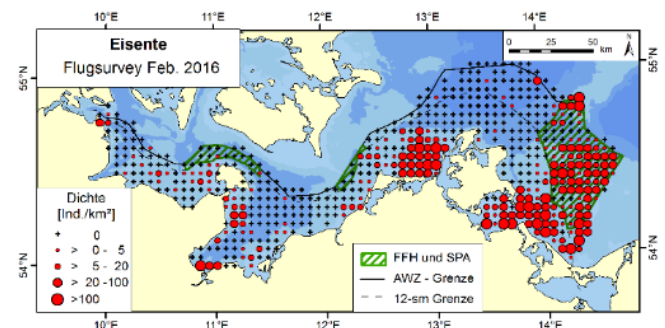 10°E 11°E 12°E 13°E 14°E
Eisente
Flugsurvey Feb. 2016
0 25 50
km
N
55°N
55°N
54°N
54°N
Dichte
[Ind./km²]
0
> 0 - 5
> 5 - 20
> 20 -100
>100
FFH und SPA
AWZ - Grenze
12-sm Grenze
10°E 11°E 12°E 13°E 14°E